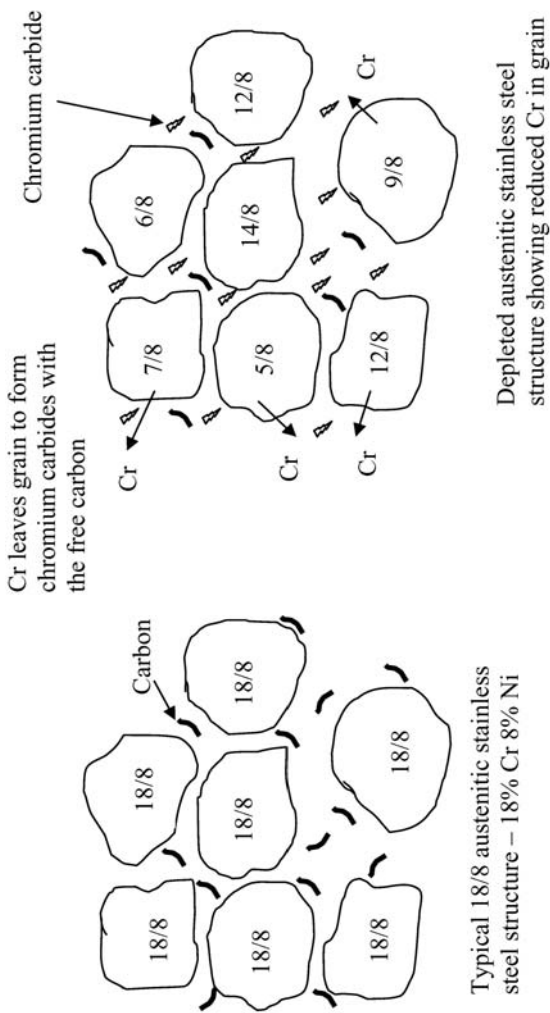 Carbon
18/8
18/8
18/8
18/8
18/8
18/8
18/8
Typical 18/8 austenitic stainless
steel structure – 18% Cr 8% Ni
Cr leaves grain to form
chromium carbides with
the free carbon
Chromium carbide
Cr
7/8
6/8
12/8
5/8
14/8
Cr
Cr
12/8
9/8
Cr
Depleted austenitic stainless steel
structure showing reduced Cr in grain